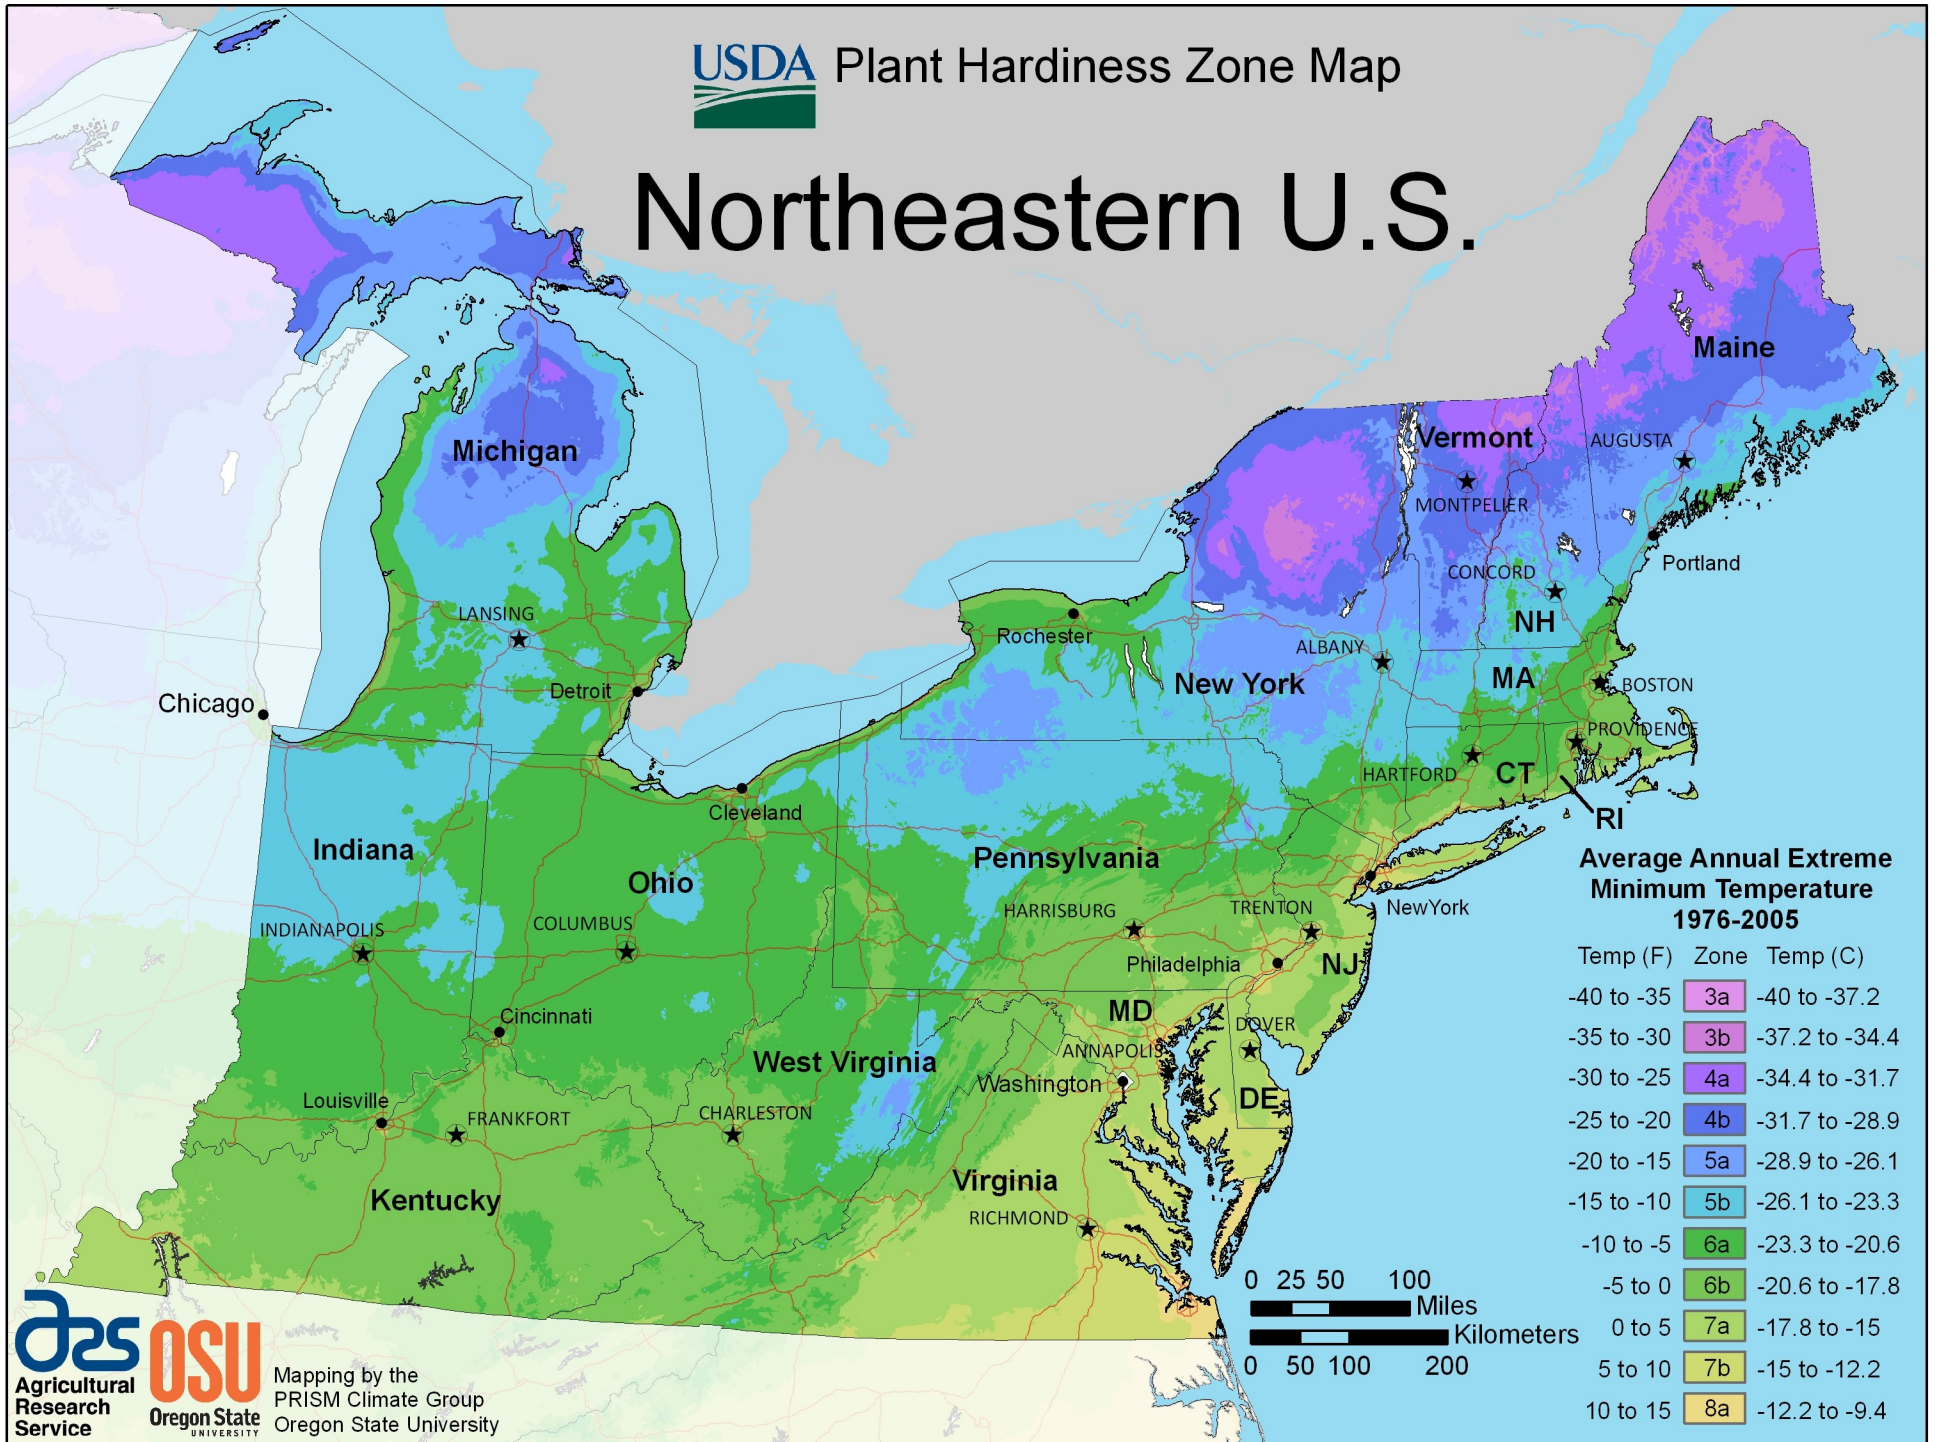 USDA Plant Hardiness Zone Map
Northeastern U.S.
Maine
Vermont
AUGUSTA
Michigan
MONTPELIER
Portland
CONCORD
LANSING
NH
Rochester
ALBANY
MA
New York
BOSTON
Detroit
Chicago
PROVIDENCE
HARTFORD
CT
Cleveland
RI
Indiana
Pennsylvania
Ohio
NewYork
HARRISBURG
TRENTON
INDIANAPOLIS
COLUMBUS
Philadelphia
NJ
MD
Cincinnati
DOVER
ANNAPOLIS
West Virginia
Washington
Louisville
DE
FRANKFORT
CHARLESTON
Virginia
Kentucky
RICHMOND
Average Annual Extreme
Minimum Temperature
1976-2005
Temp (F) Zone Temp (C)
-40 to -35 3a -40 to -37.2
-35 to -30 3b -37.2 to -34.4
-30 to -25 4a -34.4 to -31.7
-25 to -20 4b -31.7 to -28.9
-20 to -15 5a -28.9 to -26.1
-15 to -10 5b -26.1 to -23.3
-10 to -5 6a -23.3 to -20.6
-5 to 0 6b -20.6 to -17.8
0 to 5 7a -17.8 to -15
5 to 10 7b -15 to -12.2
10 to 15 8a -12.2 to -9.4
0 25 50 100
Miles
Kilometers
0 50 100 200
ars
Agricultural
Research
Service
OSU
Oregon State
UNIVERSITY
Mapping by the
PRISM Climate Group
Oregon State University